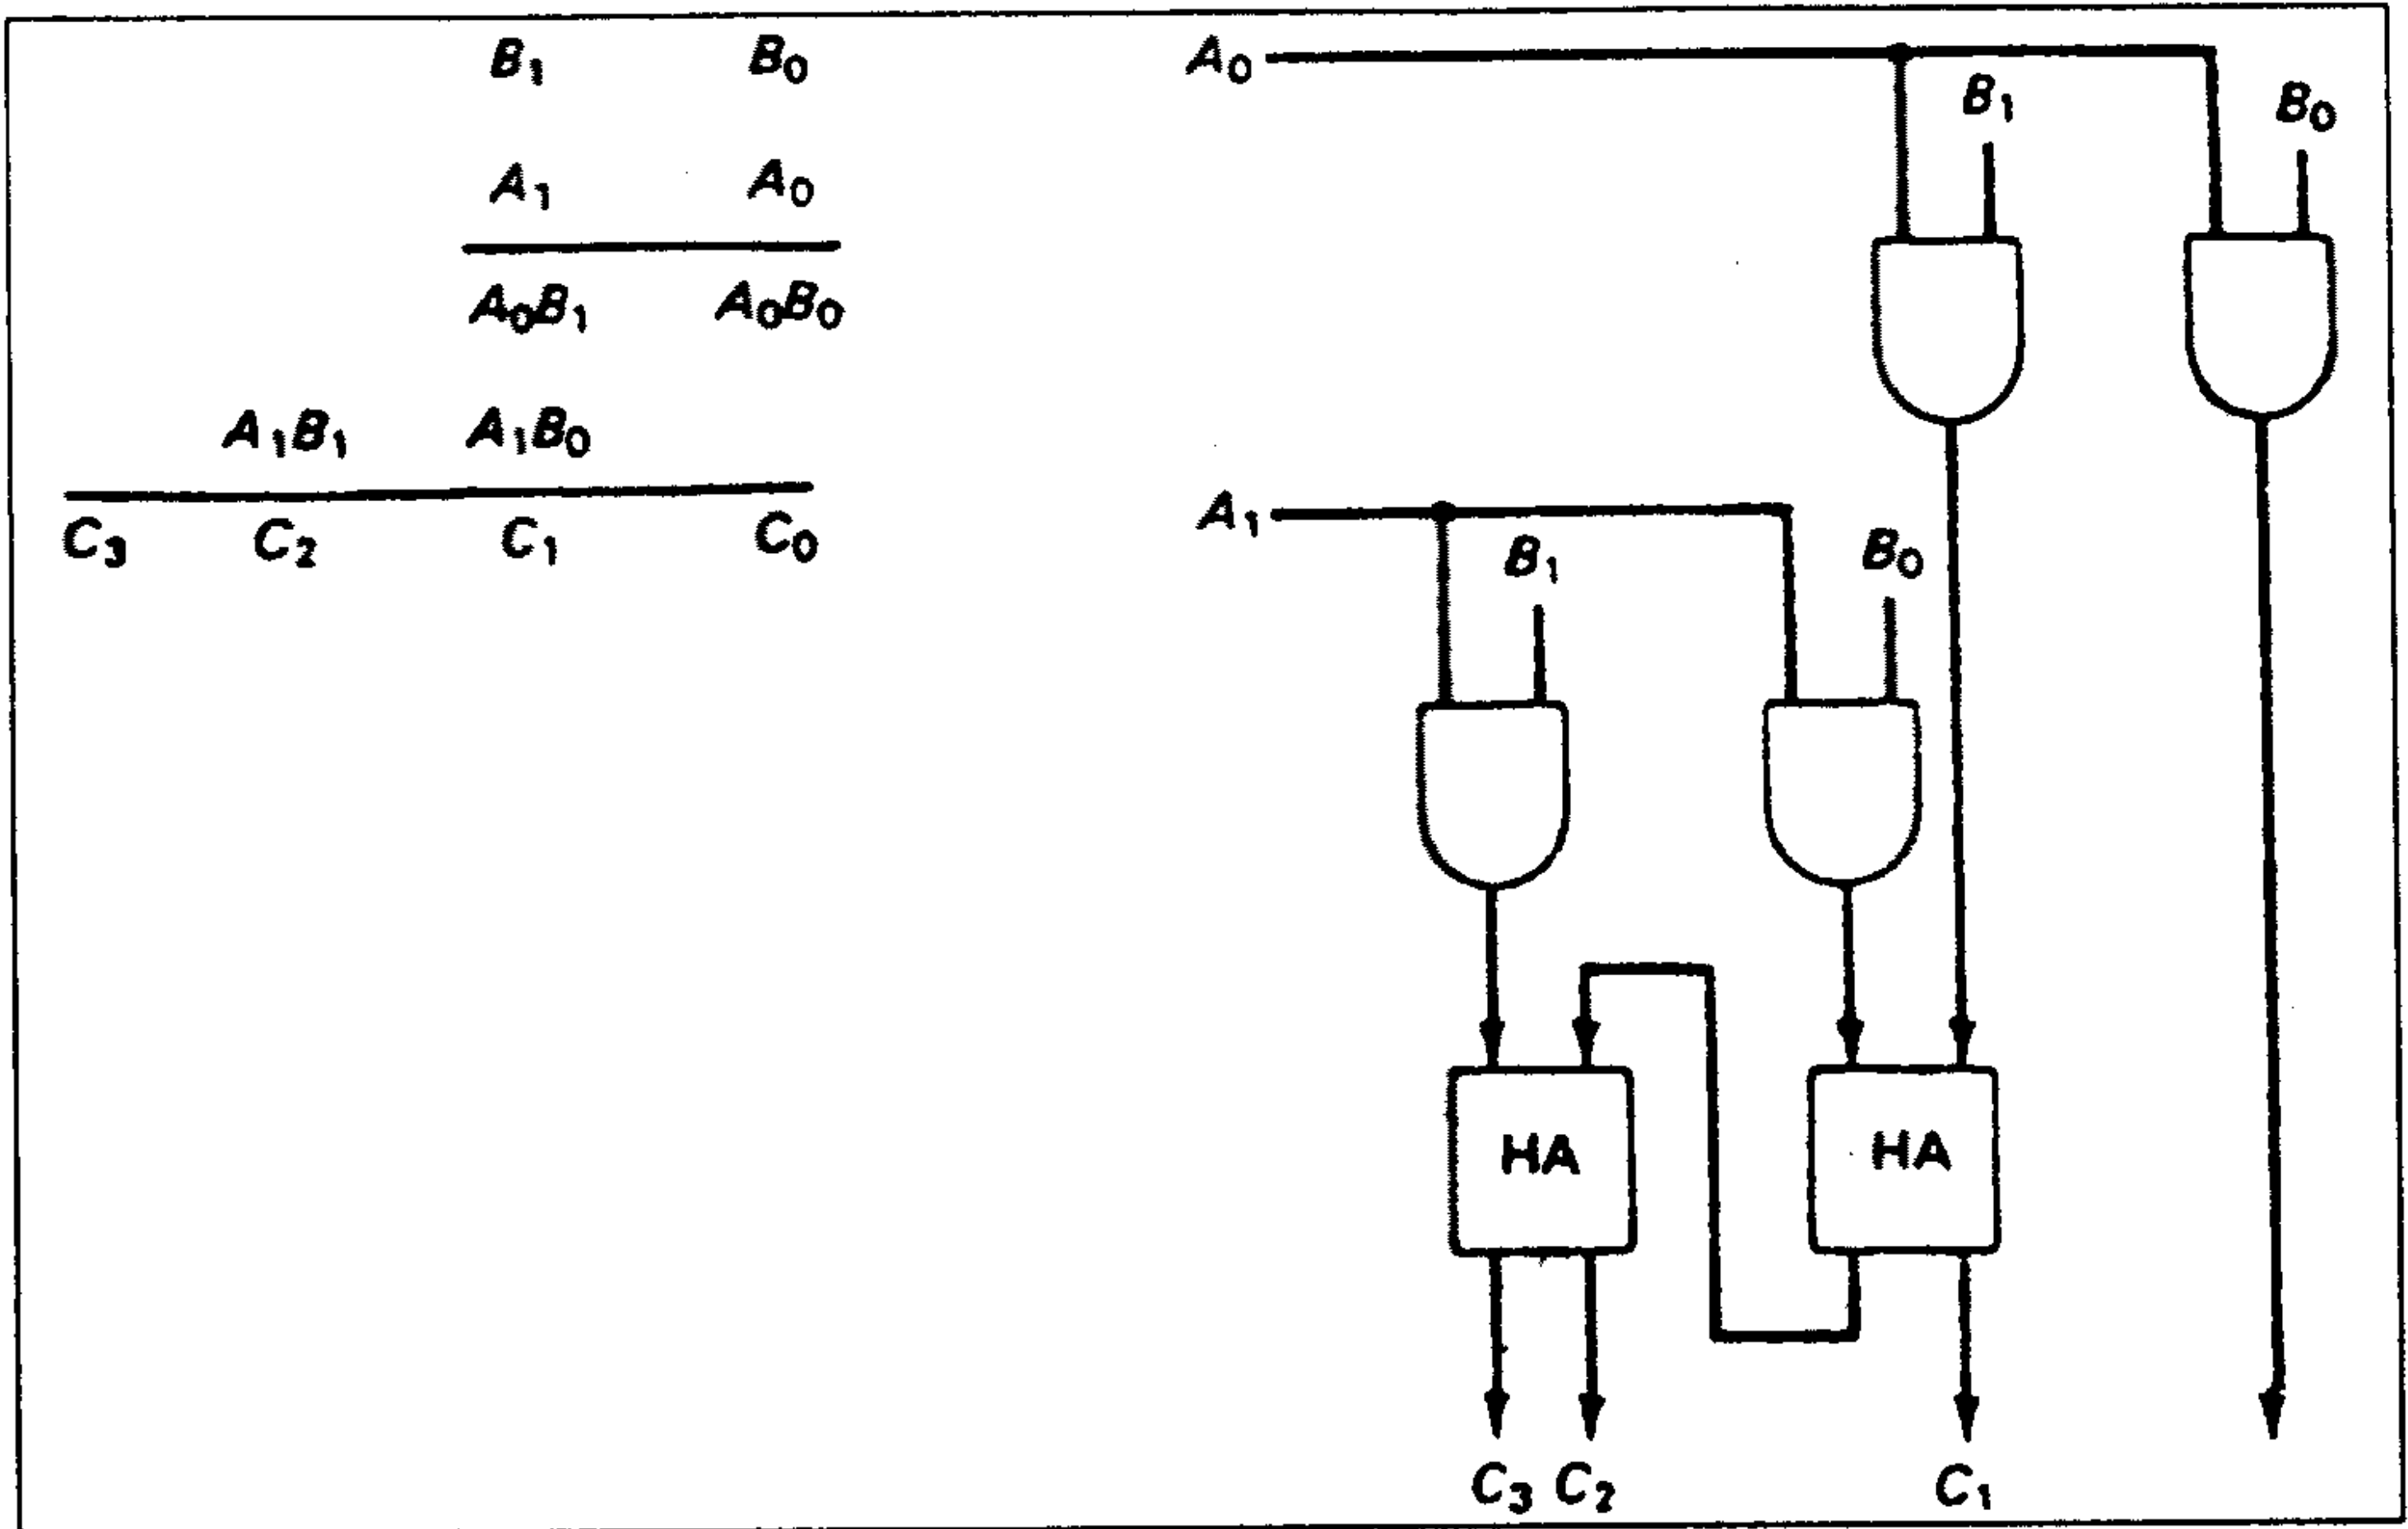 B₁ B₀
A₁ A₀
A₀B₁ A₀B₀
A₁B₁ A₁B₀
C₃ C₂ C₁ C₀
A₀
B₁ B₀
A₁
B₁ B₀
HA HA
C₃ C₂ C₁